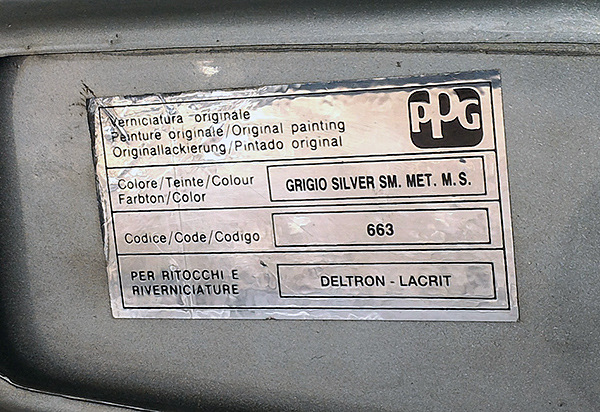 Verniciatura originale
Peinture originale/Original painting
Originallackierung/Pintado original
PPG
Colore/Teinte/Colour
Farbton/Color
GRIGIO SILVER SM. MET. M.S.
Codice/Code/Codigo
663
PER RITOCCHI E
RIVERNICIATURE
DELTRON - LACRIT